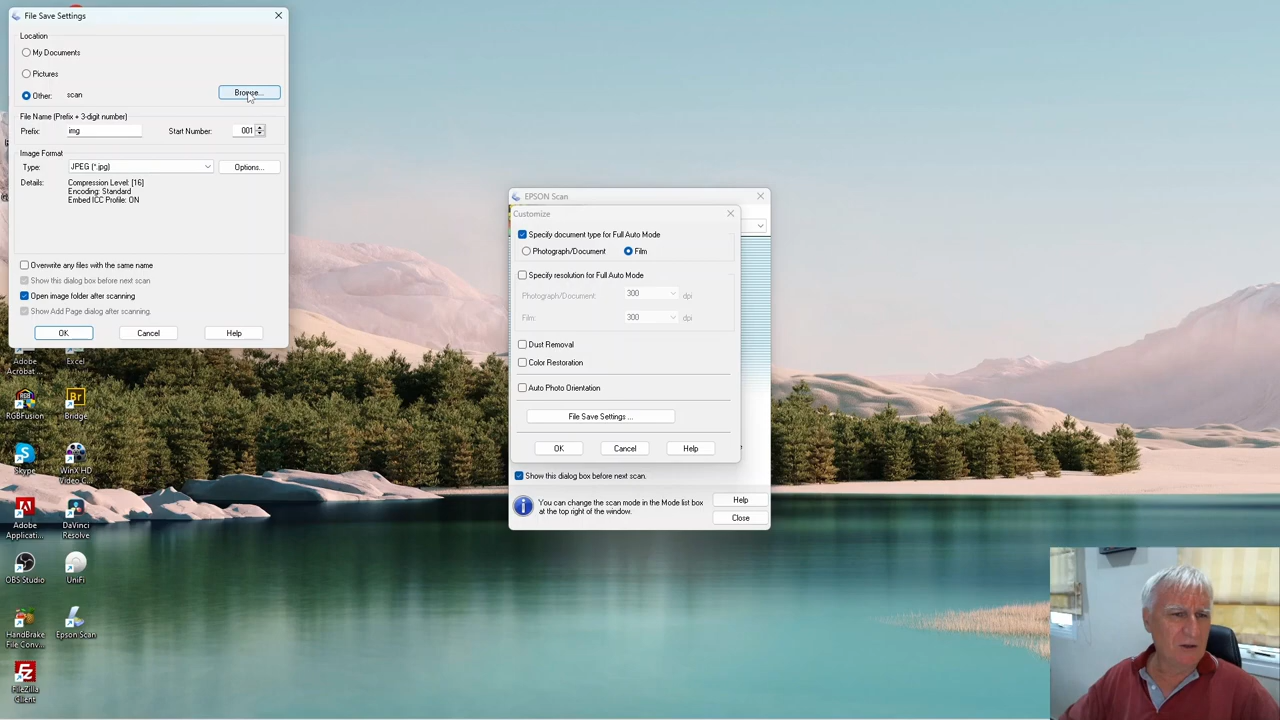 File Save Settings
Location
My Documents
Pictures
Other:
scan
Browse...
File Name (Prefix + 3-digit number)
Prefix:
img
Start Number:
001
Image Format
Type:
JPEG (*.jpg)
Options...
Details:
Compression Level: [16]
Encoding: Standard
Embed ICC Profile: ON
Overwrite any files with the same name
Show this dialog box before next scan
Open image folder after scanning.
OK
Cancel
Help
EPSON Scan
Customize
Specify document type for Full Auto Mode
Photograph/Document
Film
Specify resolution for Full Auto Mode
Photograph/Document:
300
dpi
Film:
300
dpi
Dust Removal
Color Restoration
Auto Photo Orientation
File Save Settings ...
OK
Cancel
Help
Show this dialog box before next scan.
You can change the scan mode in the Mode list box
at the top right of the window.
Help
Close
Adobe
Acrobat ...
Excel
RGBFusion
Br
Bridge
Skype
WinX HD
Video C...
Adobe
Applicati...
DaVinci
Resolve
OBS Studio
UniFi
HandBrake
File Conv...
Epson Scan
Fz
FileZilla
Client